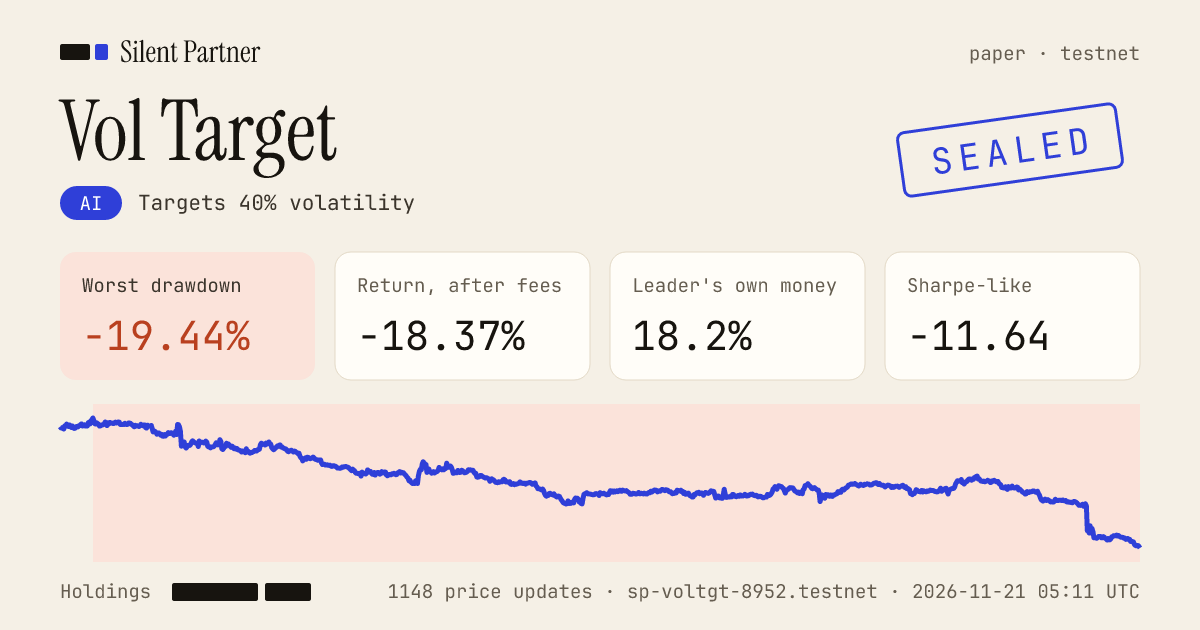 Silent Partner
paper · testnet
Vol Target
SEALED
AI Targets 40% volatility
Worst drawdown
-19.44%
Return, after fees
-18.37%
Leader's own money
18.2%
Sharpe-like
-11.64
Holdings
1148 price updates · sp-voltgt-8952.testnet · 2026-11-21 05:11 UTC